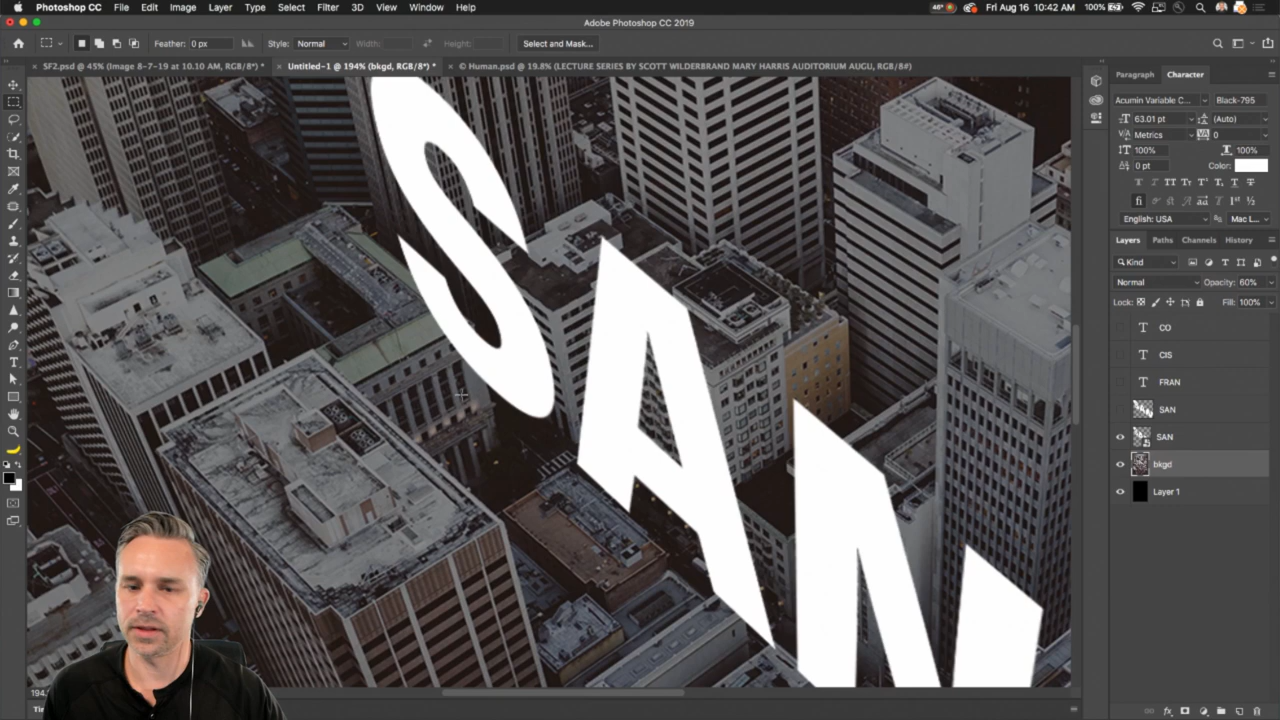 Photoshop CC File Edit Image Layer Type Select Filter 3D View Window Help 46° 100% Fri Aug 16 10:42 AM
Adobe Photoshop CC 2019
Feather: 0 px Style: Normal Width: Height: Select and Mask...
× SF2.psd @ 45% (Image 8-7-19 at 10.10 AM, RGB/8*) * × Untitled-1 @ 194% (bkgd, RGB/8*) * × © Human.psd @ 19.8% (LECTURE SERIES BY SCOTT WILDERBRAND MARY HARRIS AUDITORIUM AUGU, RGB/8#)
Paragraph Character
Acumin Variable C... Black-795
63.01 pt (Auto)
Metrics 0
100% 100%
0 pt Color:
English: USA
Layers Paths Channels History
Kind
Normal Opacity: 60%
Lock: Fill: 100%
CO
CIS
FRAN
SAN
SAN
bkgd
Layer 1
SAN
194.
Tim